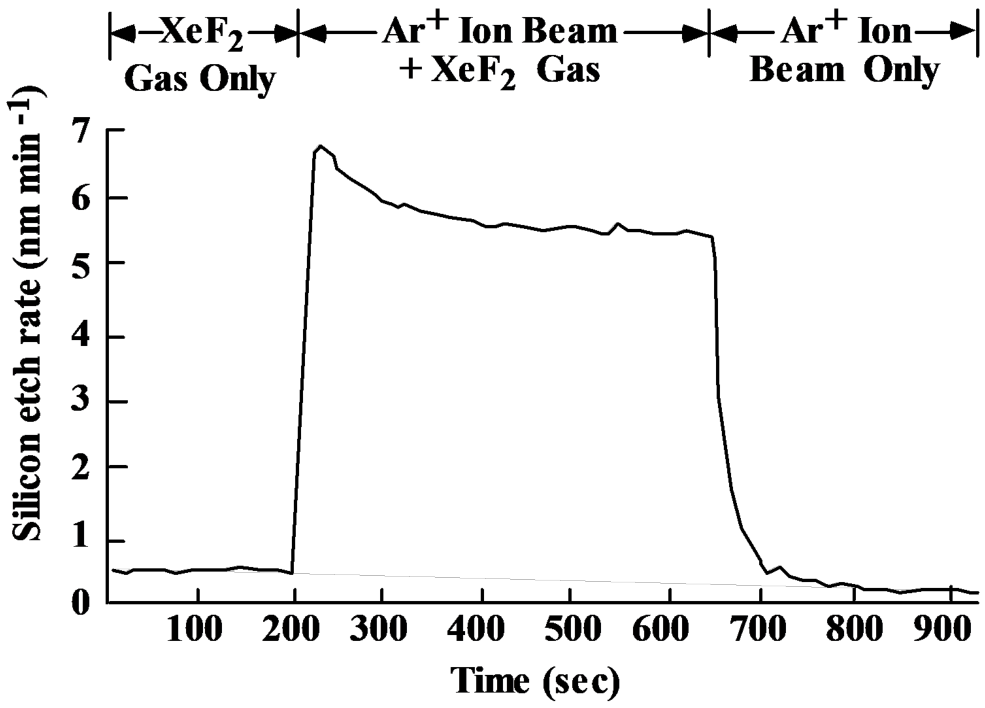 XeF2
Gas Only
Ar+ Ion Beam
+ XeF2 Gas
Ar+ Ion
Beam Only
Silicon etch rate (nm min-1)
7
6
5
4
3
2
1
0
100 200 300 400 500 600 700 800 900
Time (sec)